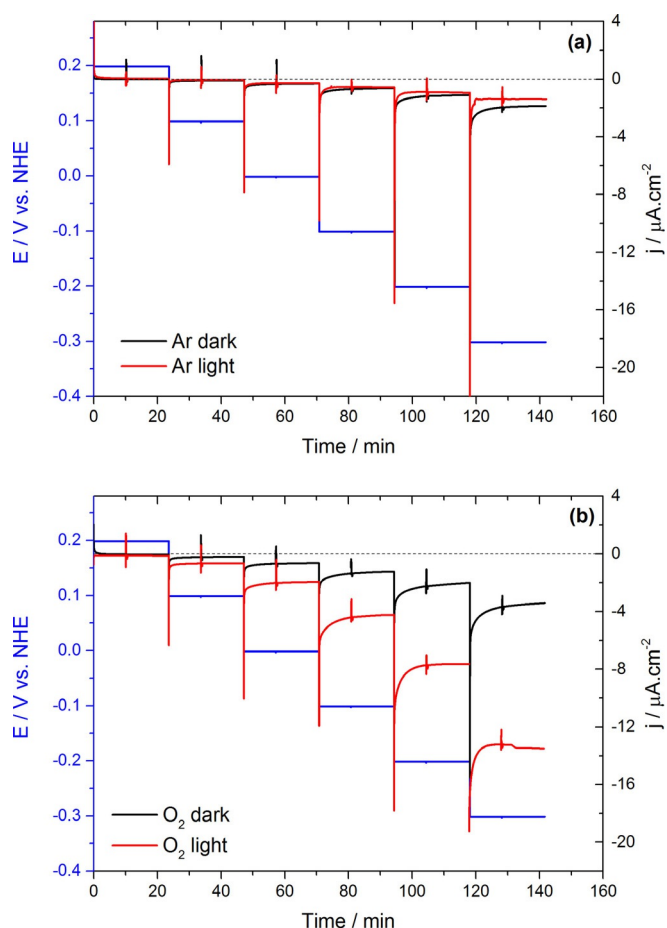 (a)
4
0.2
0
0.1
-4
0.0
-8
-0.1
-12
-0.2
-16
-0.3
-20
-0.4
E / V vs. NHE
j / μA.cm⁻²
Ar dark
Ar light
0 20 40 60 80 100 120 140 160
Time / min
(b)
4
0.2
0
0.1
-4
0.0
-8
-0.1
-12
-0.2
-16
-0.3
-20
-0.4
E / V vs. NHE
j / μA.cm⁻²
O₂ dark
O₂ light
0 20 40 60 80 100 120 140 160
Time / min